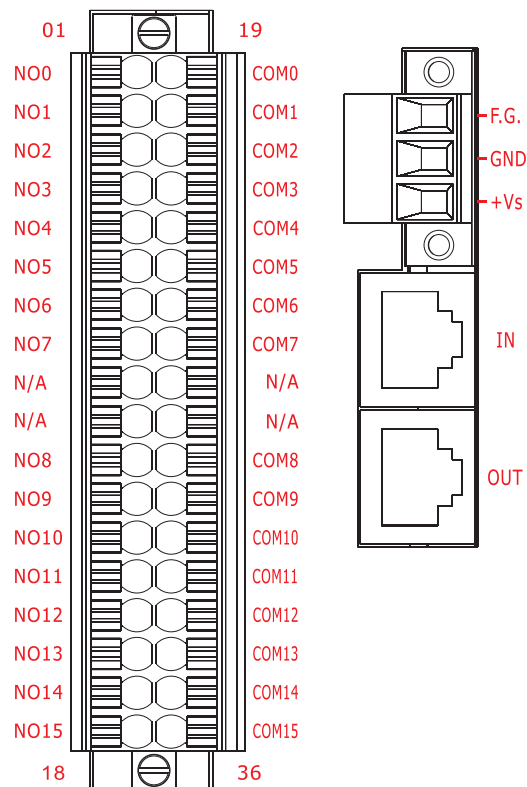 01 19
NO0 COM0
NO1 COM1
NO2 COM2
NO3 COM3
NO4 COM4
NO5 COM5
NO6 COM6
NO7 COM7
N/A N/A
N/A N/A
NO8 COM8
NO9 COM9
NO10 COM10
NO11 COM11
NO12 COM12
NO13 COM13
NO14 COM14
NO15 COM15
18 36
F.G.
GND
+Vs
IN
OUT